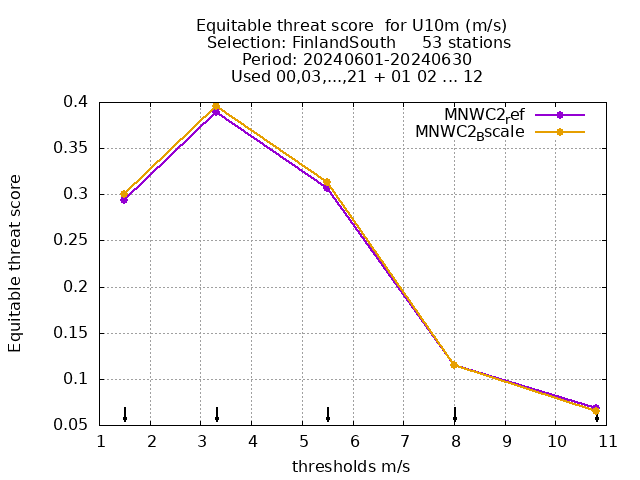 Equitable threat score  for U10m (m/s)
Selection: FinlandSouth     53 stations
Period: 20240601-20240630
Used 00,03,...,21 + 01 02 ... 12
MNWC2ref
MNWC2Bscale
0.4
0.35
0.3
0.25
0.2
0.15
0.1
0.05
Equitable threat score
1 2 3 4 5 6 7 8 9 10 11
thresholds m/s